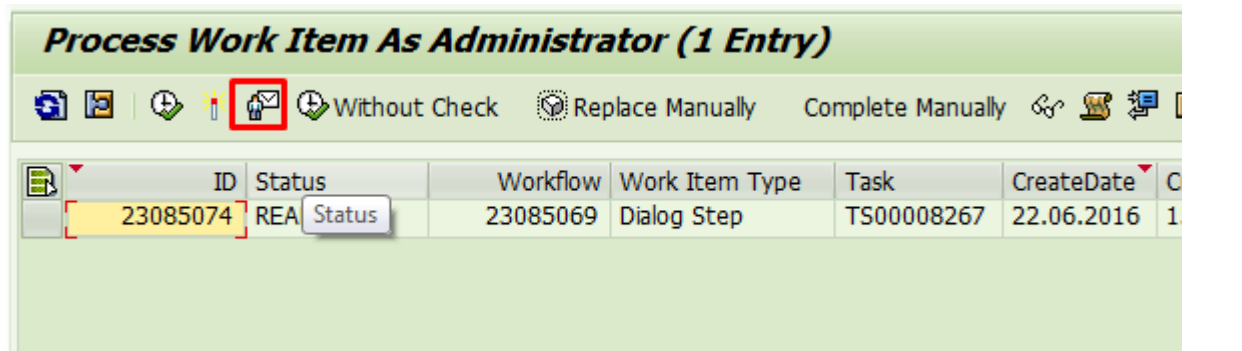 Process Work Item As Administrator (1 Entry)
Without Check Replace Manually Complete Manually
ID Status Workflow Work Item Type Task CreateDate C
23085074 REA Status 23085069 Dialog Step TS00008267 22.06.2016 1